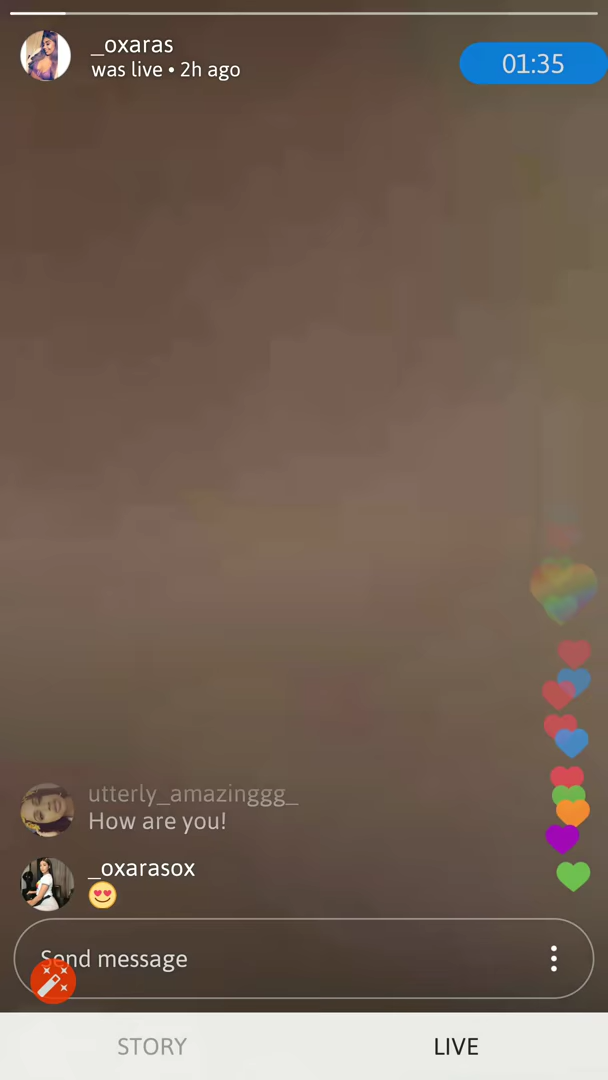 _oxaras
was live • 2h ago
01:35
utterly_amazinggg_
How are you!
_oxarasox
😍
Send message
STORY
LIVE